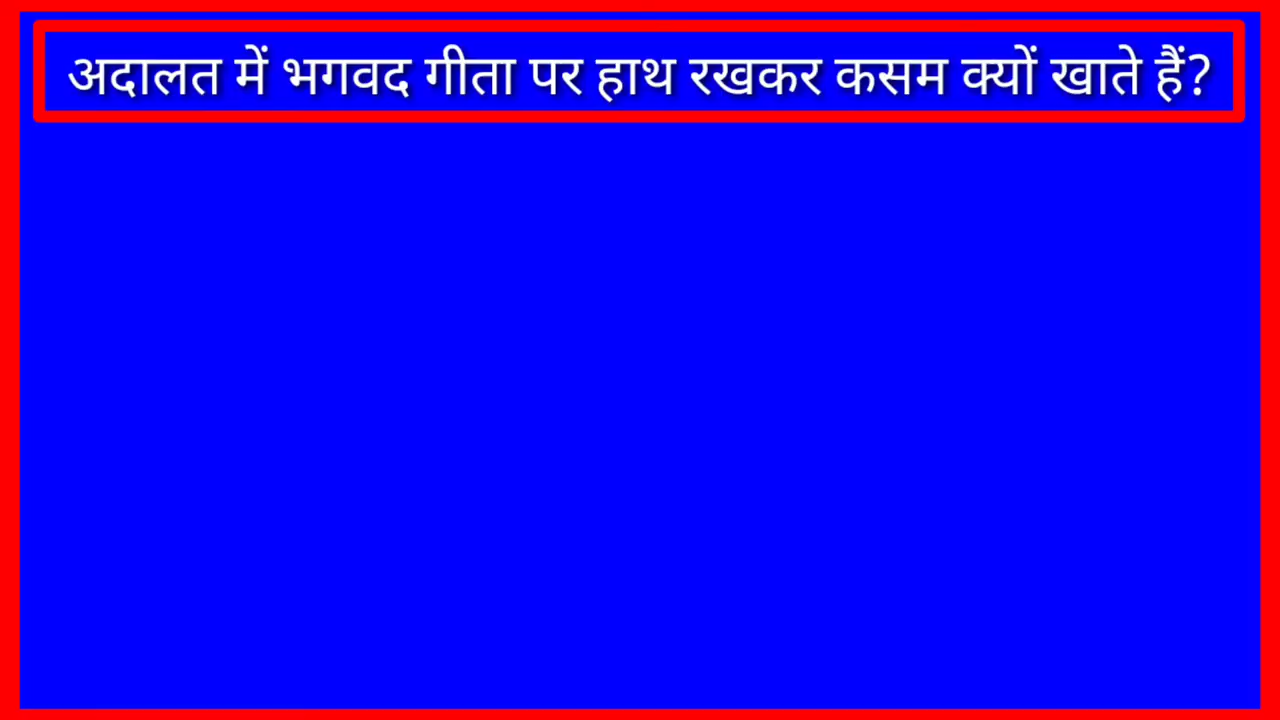 अदालत में भगवद गीता पर हाथ रखकर कसम क्यों खाते हैं?